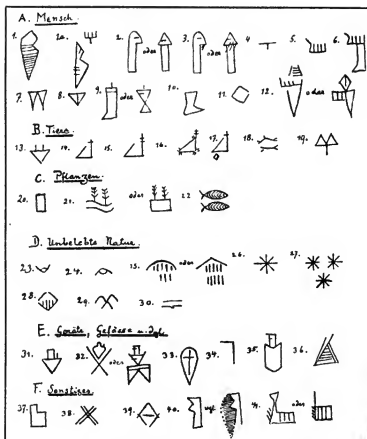 A. Mensch.
1. 1a. 2. oder 3. oder 4. 5. 6.
7. 8. 9. oder 10. 11. 12. oder
B. Tiere.
13. 14. 15. 16. 17. 18. 19.
C. Pflanzen.
20. 21. oder 22.
D. Unbelebte Natur.
23. 24. 25. oder 26. 27.
28. 29. 30.
E. Geräte, Gefässe u. dgl.
31. 32. oder 33. 34. 35. 36.
F. Sonstiges.
37. 38. 39. 40. 41. oder